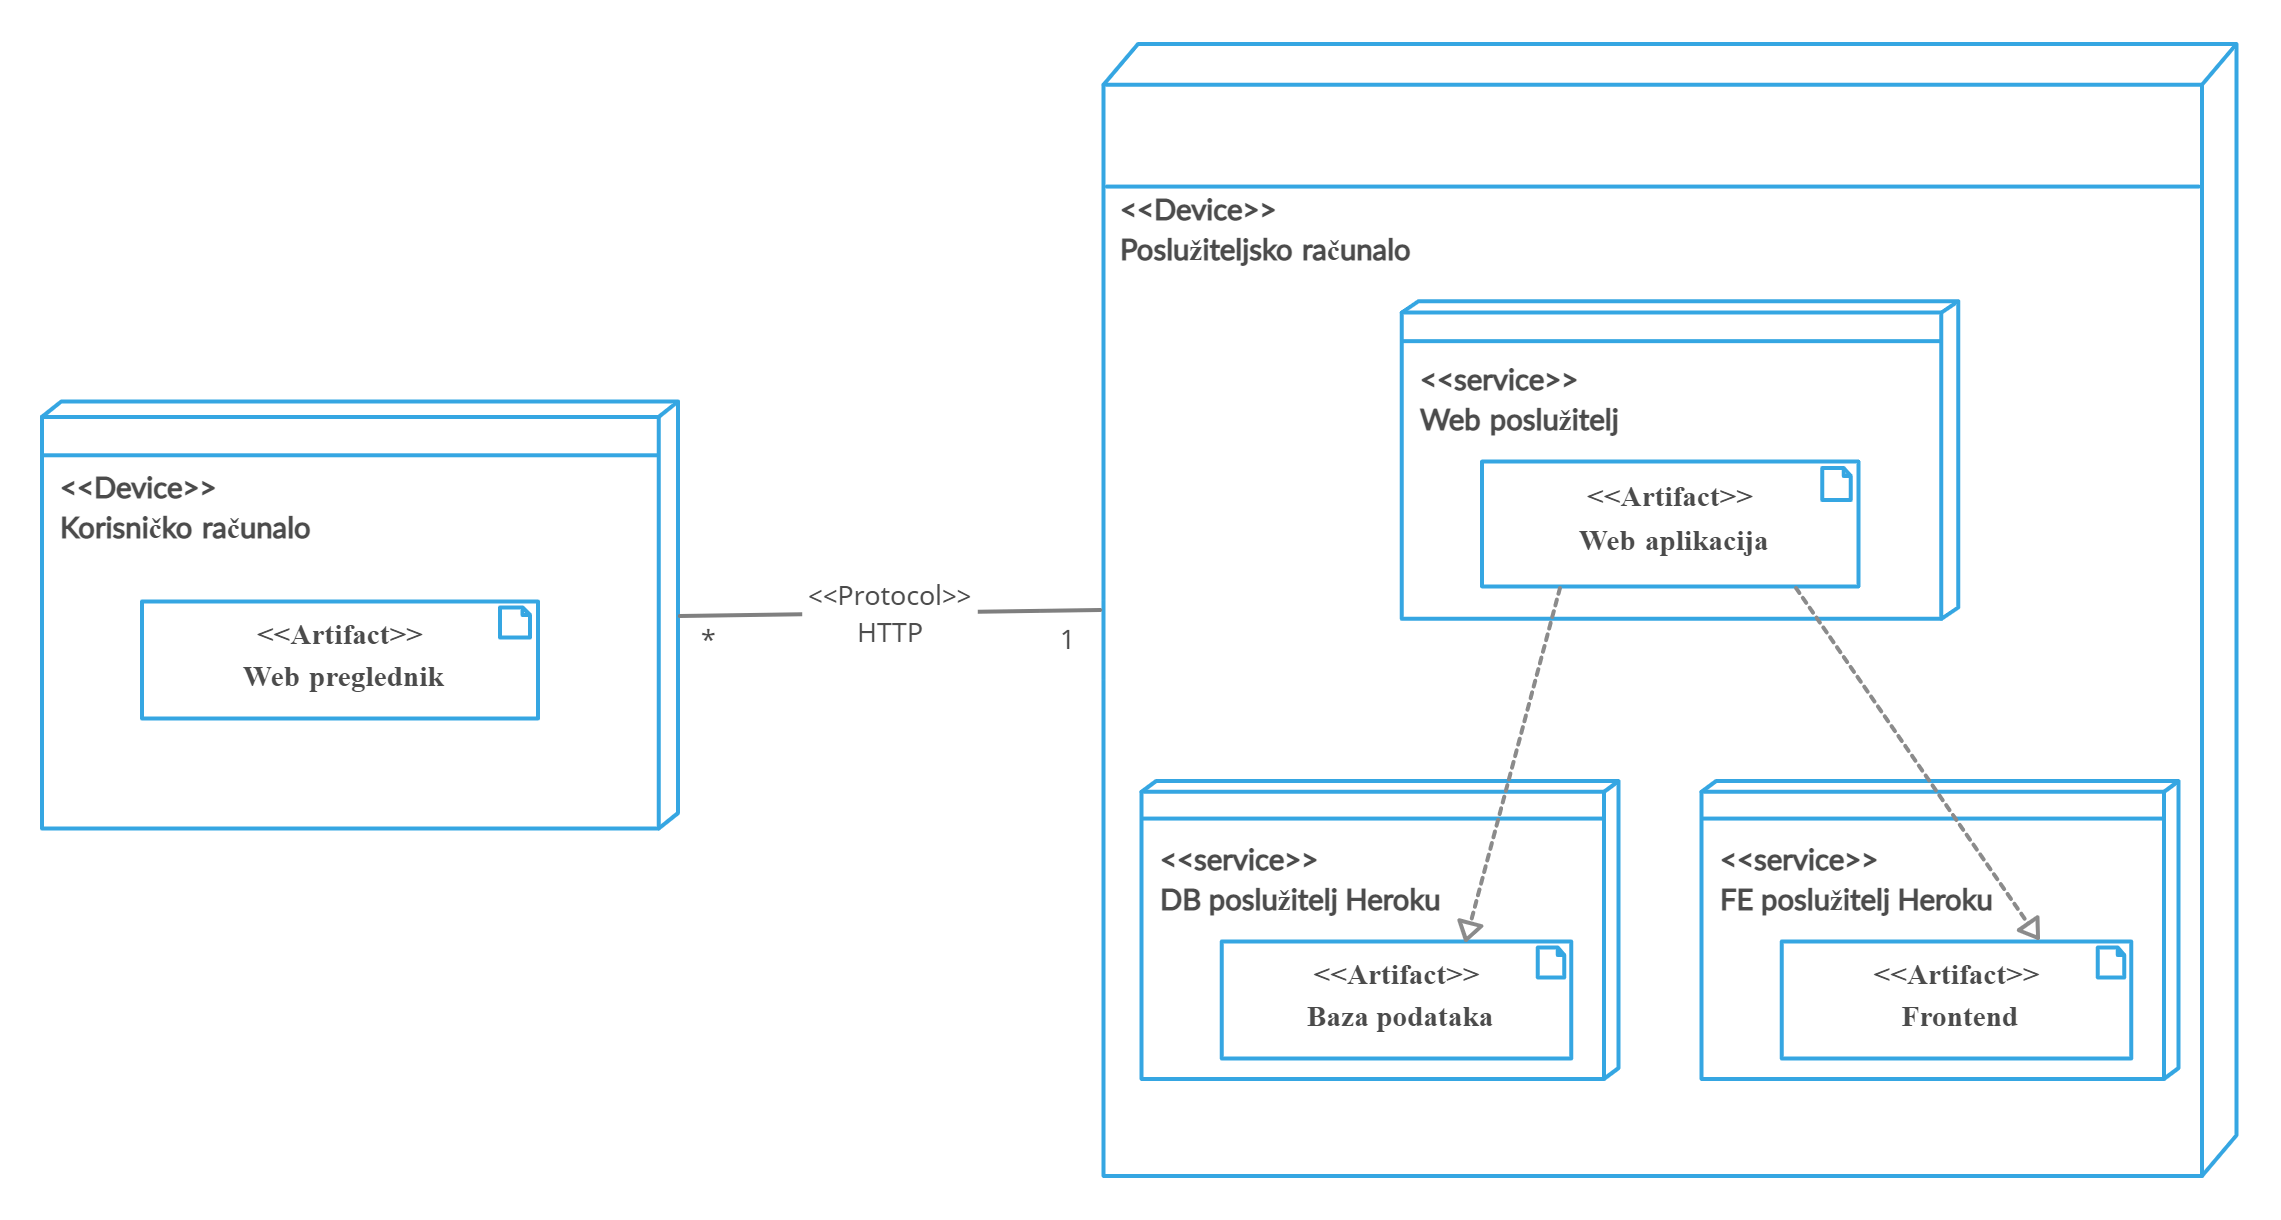 <<Device>>
Korisničko računalo
<<Artifact>>
Web preglednik
<<Protocol>>
HTTP
*
1
<<Device>>
Poslužiteljsko računalo
<<service>>
Web poslužitelj
<<Artifact>>
Web aplikacija
<<service>>
DB poslužitelj Heroku
<<Artifact>>
Baza podataka
<<service>>
FE poslužitelj Heroku
<<Artifact>>
Frontend